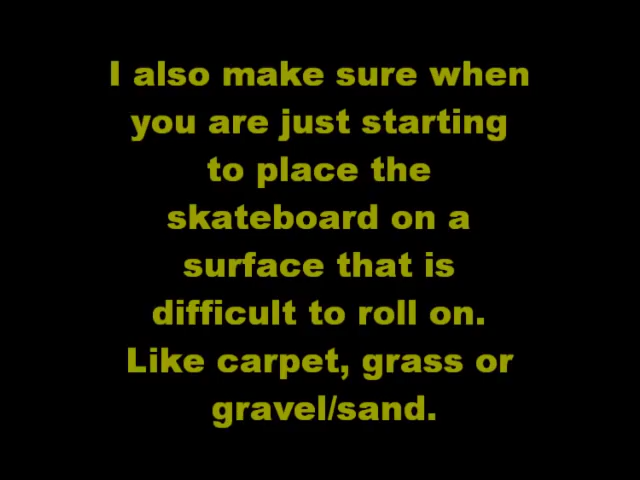 I also make sure when
you are just starting
to place the
skateboard on a
surface that is
difficult to roll on.
Like carpet, grass or
gravel/sand.